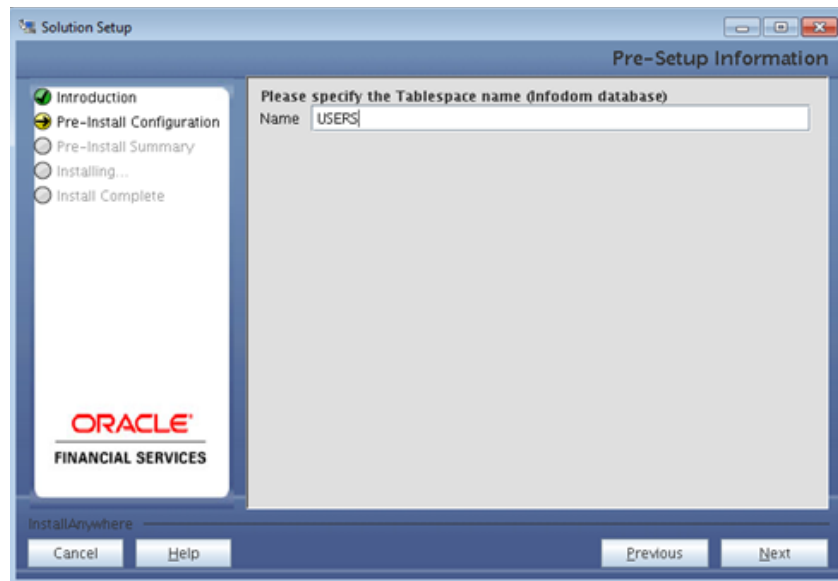 Solution Setup
Pre-Setup Information
Introduction
Pre-Install Configuration
Pre-Install Summary
Installing...
Install Complete
Please specify the Tablespace name (Infodom database)
Name USERS
ORACLE®
FINANCIAL SERVICES
InstallAnywhere
Cancel Help Previous Next